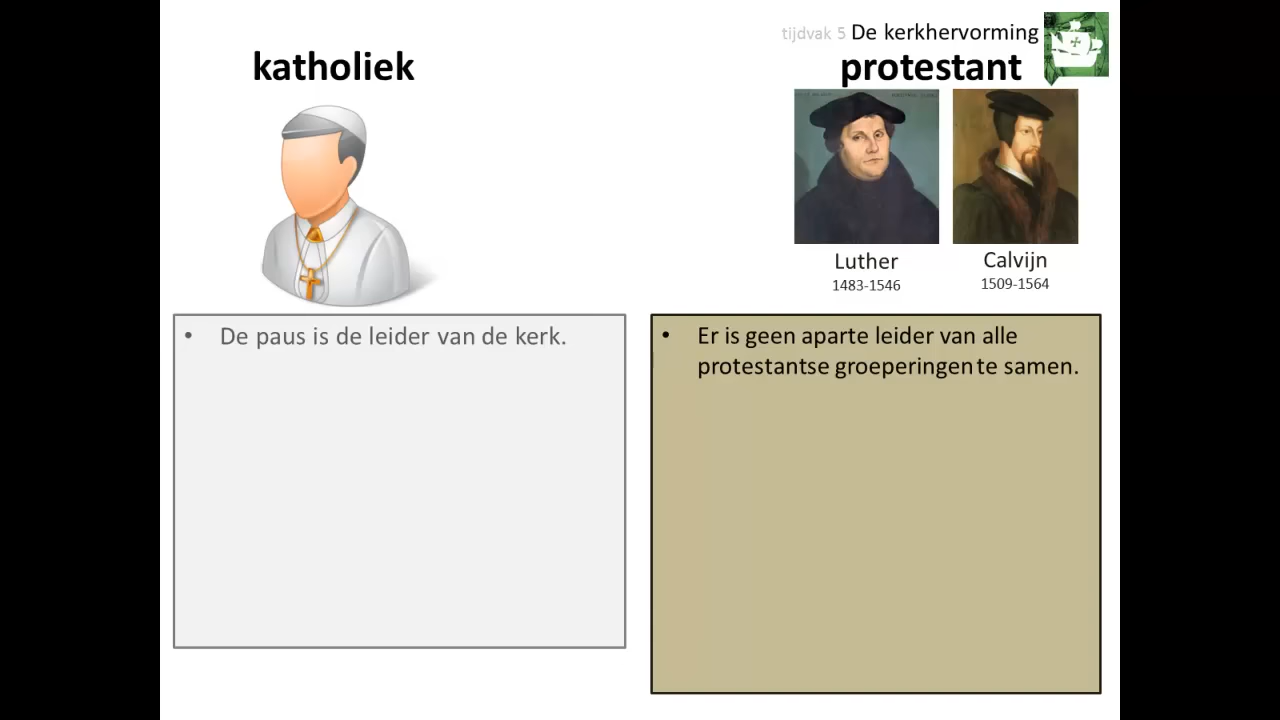 tijdvak 5 De kerkhervorming
katholiek
protestant
Luther
1483-1546
Calvijn
1509-1564
• De paus is de leider van de kerk.
• Er is geen aparte leider van alle
protestantse groeperingen te samen.